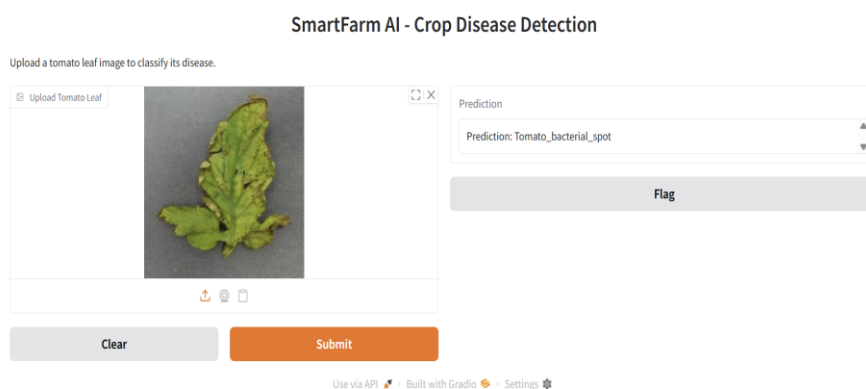 SmartFarm AI - Crop Disease Detection
Upload a tomato leaf image to classify its disease.
Upload Tomato Leaf
Prediction
Prediction: Tomato_bacterial_spot
Flag
Clear
Submit
Use via API · Built with Gradio · Settings